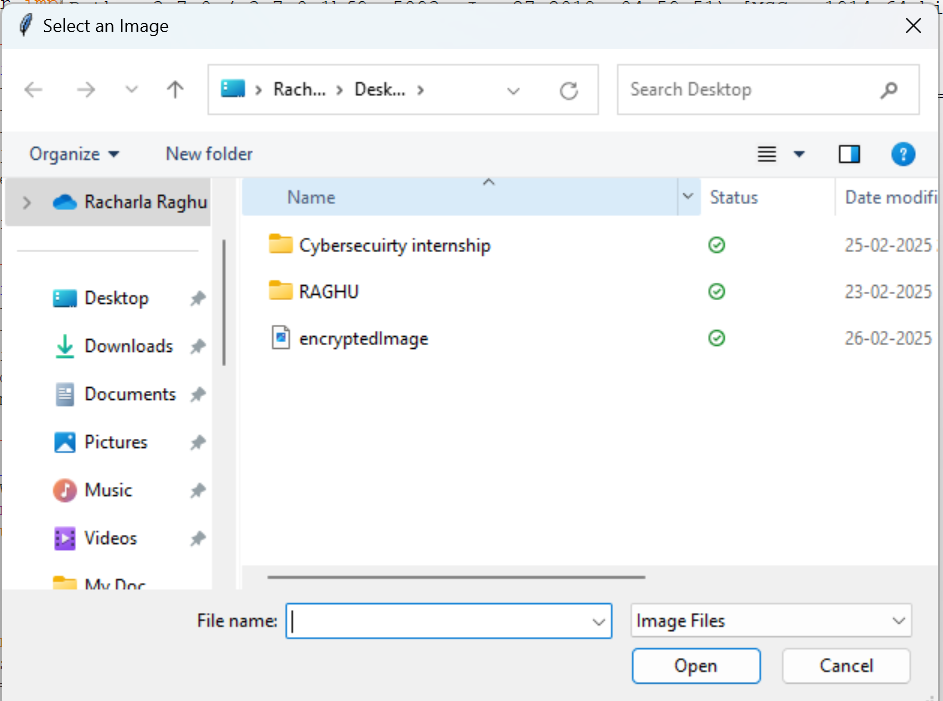 Select an Image
Rach... > Desk... >
Search Desktop
Organize
New folder
Racharla Raghu
Name
Status
Date modifi
Cybersecuirty internship
25-02-2025
RAGHU
23-02-2025
encryptedImage
26-02-2025
Desktop
Downloads
Documents
Pictures
Music
Videos
My Doc
File name:
Image Files
Open
Cancel